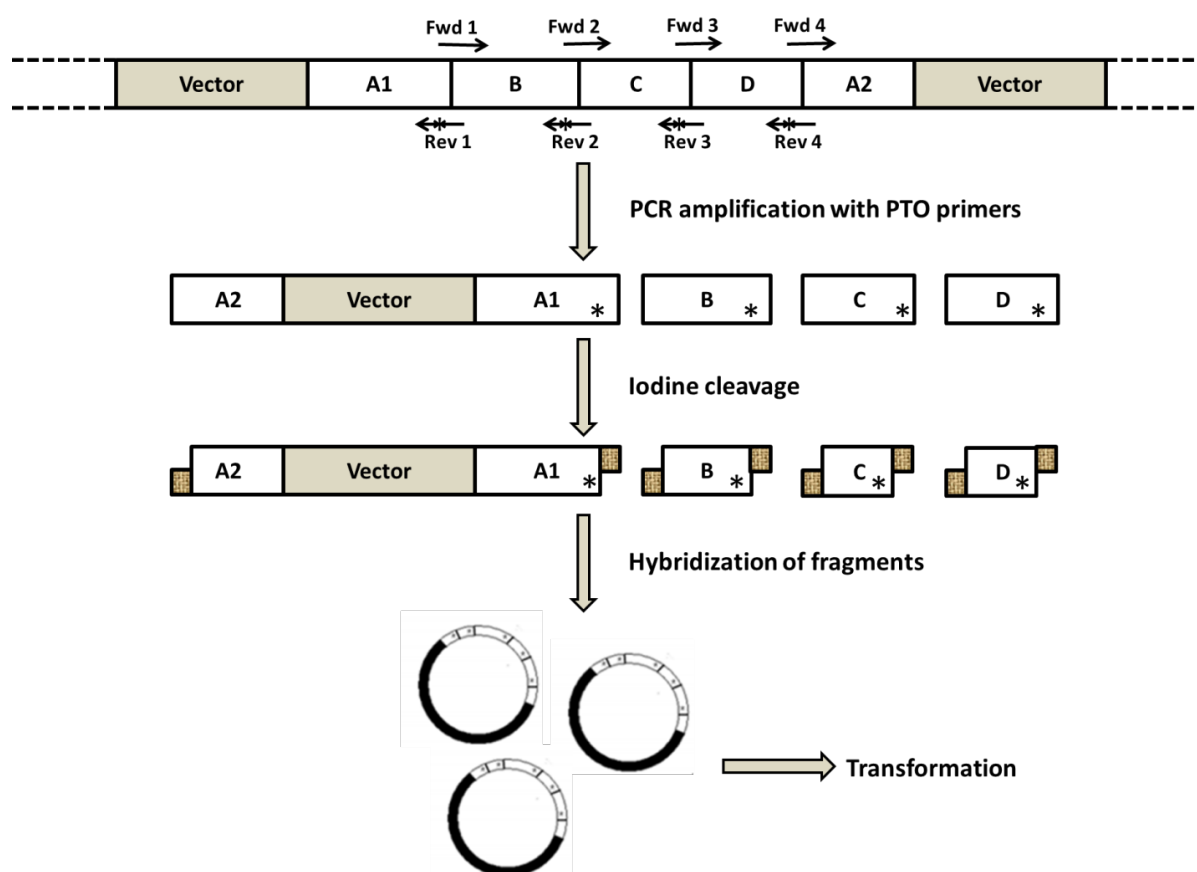 Fwd 1 Fwd 2 Fwd 3 Fwd 4
Vector A1 B C D A2 Vector
Rev 1 Rev 2 Rev 3 Rev 4
PCR amplification with PTO primers
A2 Vector A1 * B * C * D *
Iodine cleavage
A2 Vector A1 * B * C * D *
Hybridization of fragments
Transformation